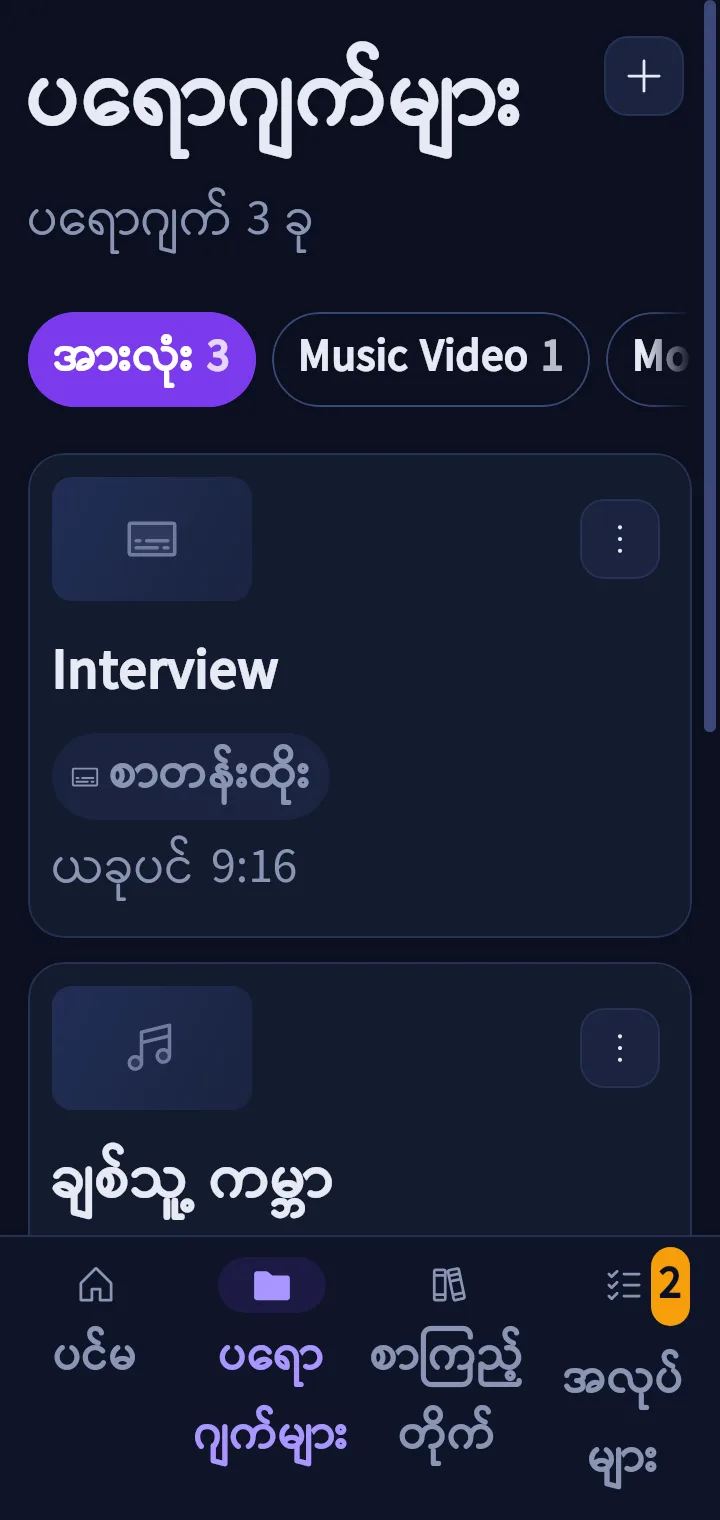 ပရောဂျက်များ
ပရောဂျက် 3 ခု
အားလုံး 3
Music Video 1
Mo
Interview
စာတန်းထိုး
ယခုပင် 9:16
ချစ်သူ့ ကမ္ဘာ
ပင်မ
ပရော
ဂျက်များ
စာကြည့်
တိုက်
2
အလုပ်
များ